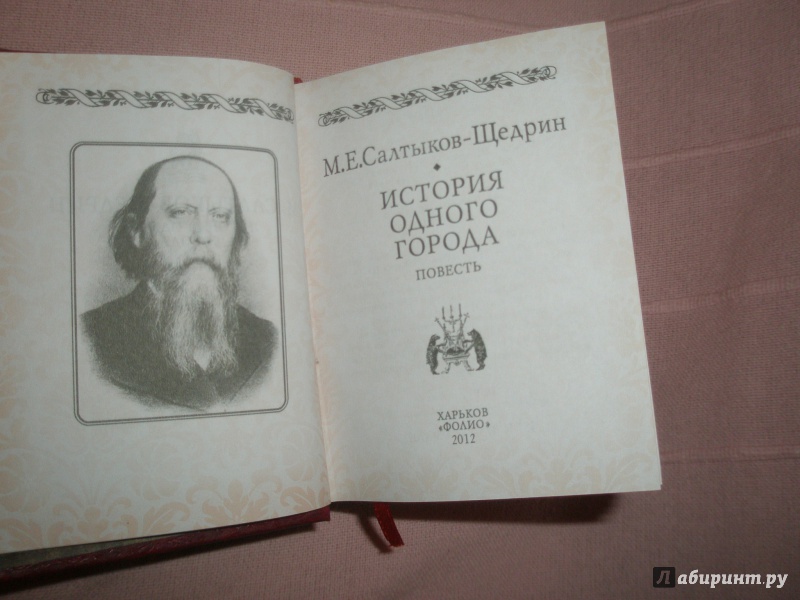 М.Е.Салтыков-Щедрин
ИСТОРИЯ
ОДНОГО
ГОРОДА
ПОВЕСТЬ
ХАРЬКОВ
«ФОЛИО»
2012
Лабиринт.ру